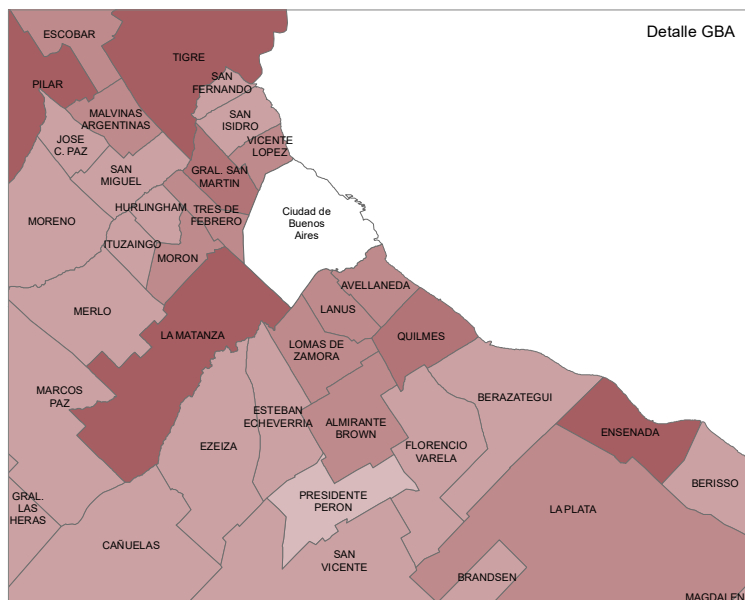 Detalle GBA
ESCOBAR
TIGRE
PILAR
SAN
FERNANDO
MALVINAS
ARGENTINAS
SAN
ISIDRO
JOSE
C. PAZ
VICENTE
LOPEZ
SAN
MIGUEL
GRAL. SAN
MARTIN
HURLINGHAM
TRES DE
FEBRERO
MORENO
Ciudad de
Buenos
Aires
ITUZAINGO
MORON
AVELLANEDA
MERLO
LANUS
LA MATANZA
QUILMES
LOMAS DE
ZAMORA
MARCOS
PAZ
BERAZATEGUI
ESTEBAN
ECHEVERRIA
ALMIRANTE
BROWN
ENSENADA
EZEIZA
FLORENCIO
VARELA
BERISSO
GRAL.
LAS
HERAS
PRESIDENTE
PERON
LA PLATA
CAÑUELAS
SAN
VICENTE
BRANDSEN
MAGDALEN